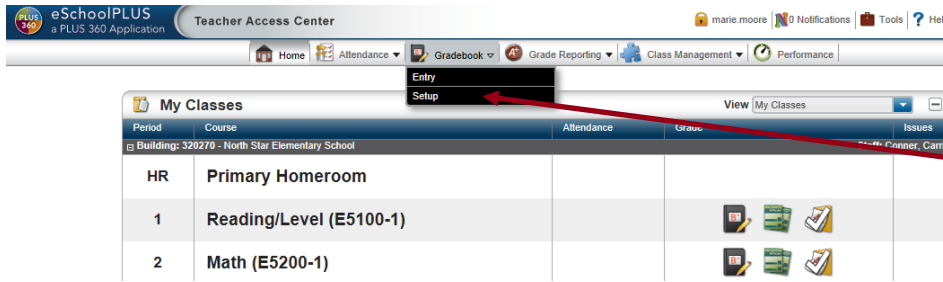 PLUS 360
eSchoolPLUS
a PLUS 360 Application
Teacher Access Center
marie.moore
0 Notifications
Tools
? Hel
Home
Attendance
Gradebook
Grade Reporting
Class Management
Performance
Entry
Setup
My Classes
View My Classes
Period Course Attendance Grade Issues
Building: 320270 - North Star Elementary School Staff: Conner, Carri
HR Primary Homeroom
1 Reading/Level (E5100-1)
2 Math (E5200-1)